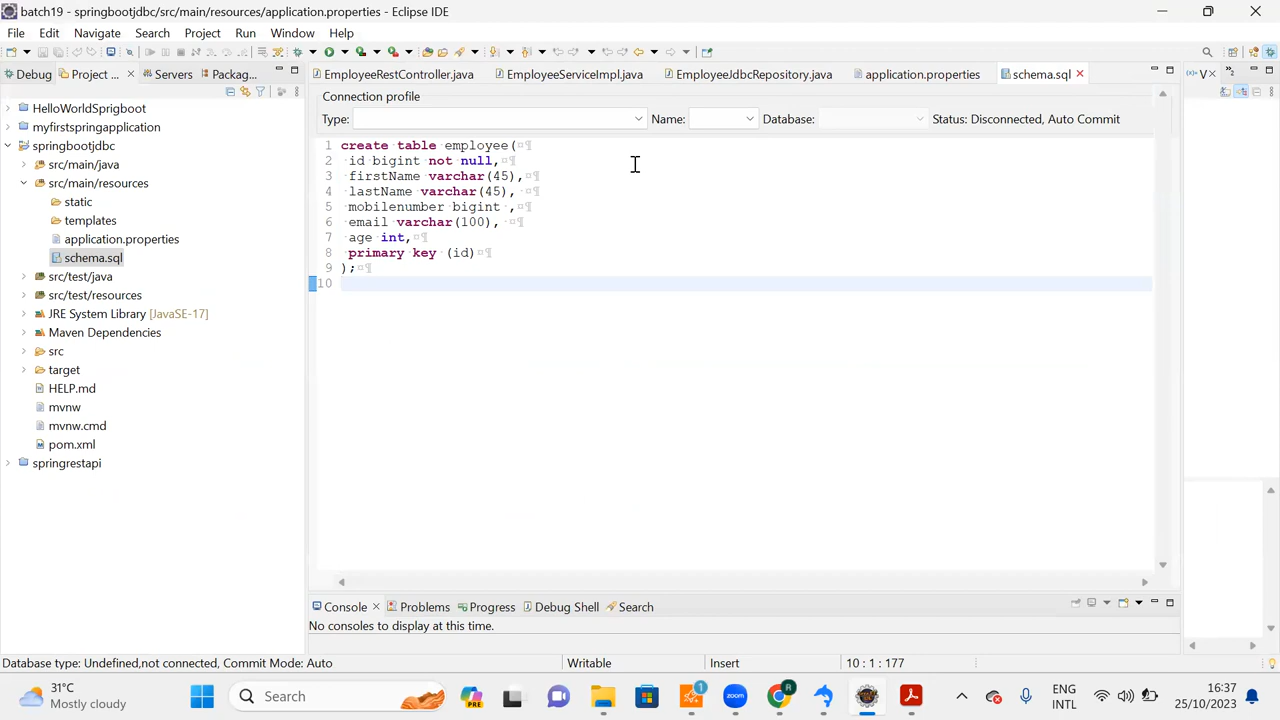 batch19 - springbootjdbc/src/main/resources/application.properties - Eclipse IDE
File Edit Navigate Search Project Run Window Help
Debug Project ... Servers Packag...
EmployeeRestController.java EmployeeServiceImpl.java EmployeeJdbcRepository.java application.properties schema.sql
V
HelloWorldSprigboot
myfirstspringapplication
springbootjdbc
src/main/java
src/main/resources
static
templates
application.properties
schema.sql
src/test/java
src/test/resources
JRE System Library [JavaSE-17]
Maven Dependencies
src
target
HELP.md
mvnw
mvnw.cmd
pom.xml
springrestapi
Connection profile
Type: Name: Database: Status: Disconnected, Auto Commit
1 create table employee(
2 id bigint not null,
3 firstName varchar(45),
4 lastName varchar(45),
5 mobilenumber bigint ,
6 email varchar(100),
7 age int,
8 primary key (id)
9 );
10
Console Problems Progress Debug Shell Search
No consoles to display at this time.
Database type: Undefined,not connected, Commit Mode: Auto Writable Insert 10 : 1 : 177
31°C
Mostly cloudy
Search
PRE
1
R
ENG
INTL
16:37
25/10/2023